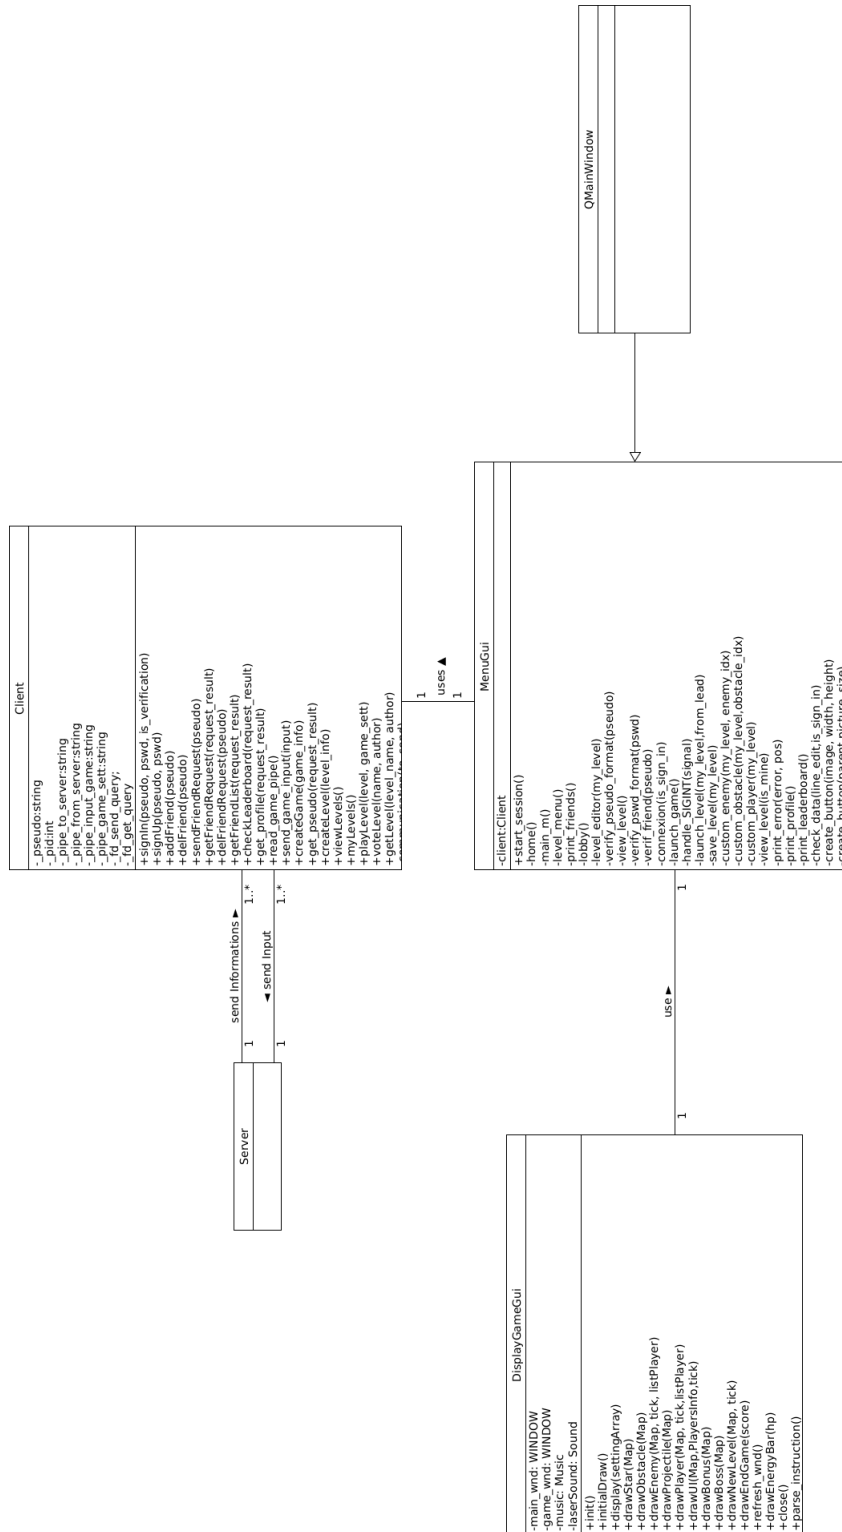 Client
-_pseudo:string
-_pid:int
-_pipe_to_server:string
-_pipe_from_server:string
-_pipe_input_game:string
-_pipe_game_sett:string
-_fd_send_query;
-_fd_get_query
+signIn(pseudo, pswd, is_verification)
+signUp(pseudo, pswd)
+addFriend(pseudo)
+delFriend(pseudo)
+sendFriendRequest(pseudo)
+getFriendRequest(request_result)
+delFriendRequest(pseudo)
+getFriendList(request_result)
+checkLeaderboard(request_result)
+get_profile(request_result)
+read_game_pipe()
+send_game_input(input)
+createGame(game_info)
+get_pseudo(request_result)
+createLevel(level_info)
+viewLevels()
+myLevels()
+playLevel(level, game_sett)
+voteLevel(name, author)
+getLevel(level_name, author)
send Informations ►
1..*
1
◄ send Input
1..*
1
Server
1
uses ▲
1
QMainWindow
MenuGui
-client:Client
+start_session()
-home()
-main_m()
-level_menu()
-print_friends()
-lobby()
-level_editor(my_level)
-verify_pseudo_format(pseudo)
-view_level()
-verify_pswd_format(pswd)
-verif_friend(pseudo)
-connexion(is_sign_in)
-launch_game()
-handle_SIGINT(signal)
-launch_level(my_level,from_lead)
-save_level(my_level)
-custom_enemy(my_level, enemy_idx)
-custom_obstacle(my_level,obstacle_idx)
-custom_player(my_level)
-view_level(is_mine)
-print_error(error, pos)
-print_profile()
-print_leaderboard()
-check_data(line_edit,is_sign_in)
-create_button(image, width, height)
1
use ►
1
DisplayGameGui
-main_wnd: WINDOW
-game_wnd: WINDOW
-music: Music
-laserSound: Sound
+init()
+initialDraw()
+display(settingArray)
+drawStar(Map)
+drawObstacle(Map)
+drawEnemy(Map, tick, listPlayer)
+drawProjectile(Map)
+drawPlayer(Map, tick,listPlayer)
+drawUI(Map,PlayersInfo,tick)
+drawBonus(Map)
+drawBoss(Map)
+drawNewLevel(Map, tick)
+drawEndGame(score)
+refresh_wnd()
+drawEnergyBar(hp)
+close()
+parse_instruction()